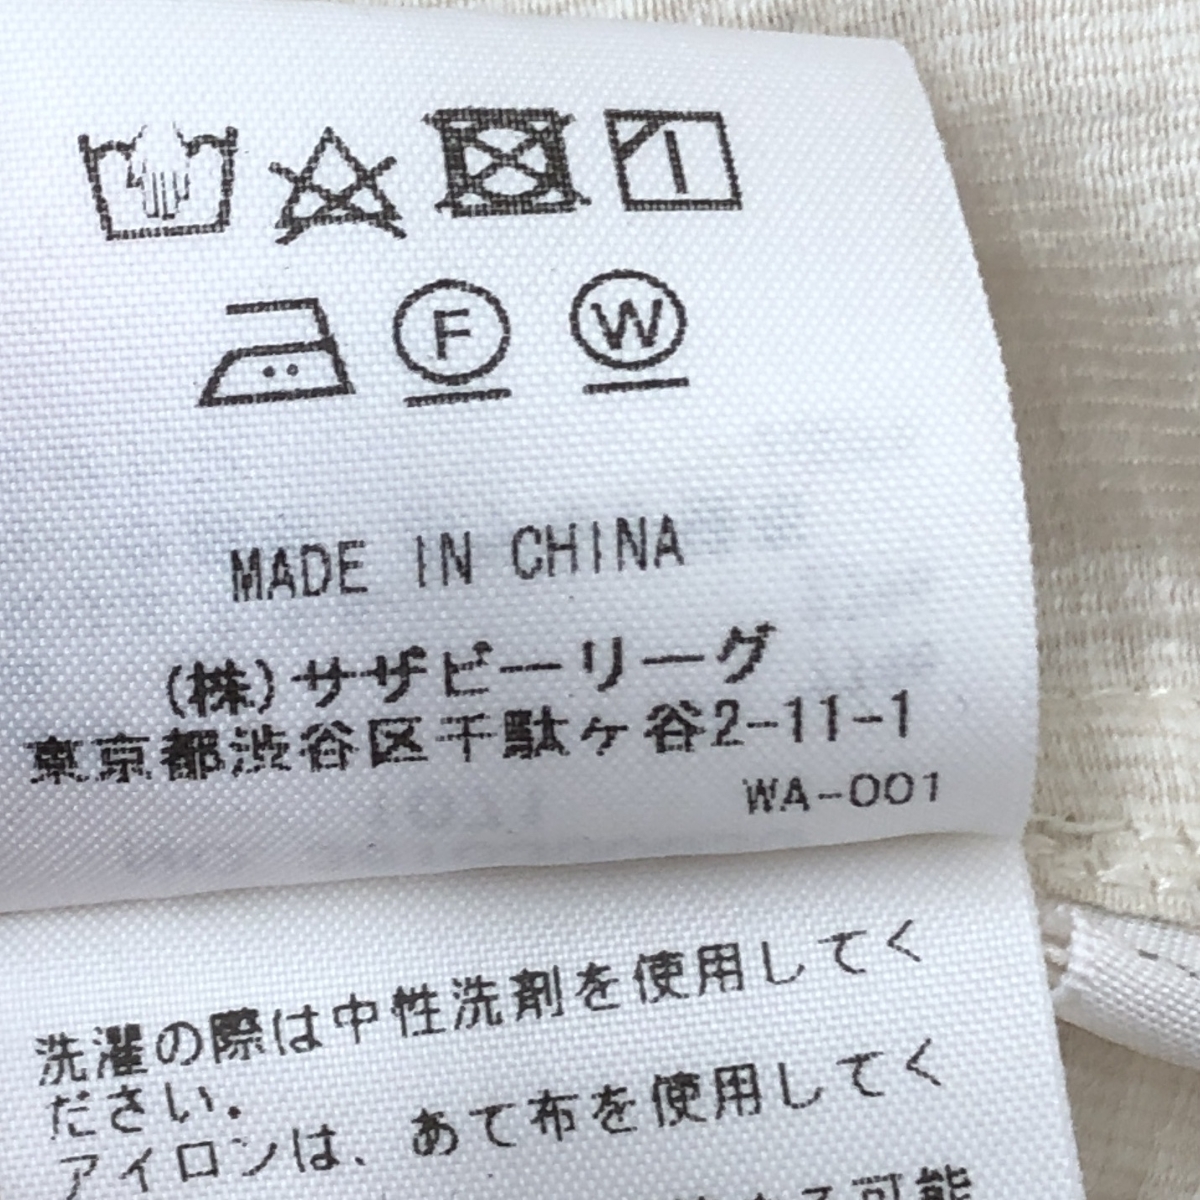 F W
MADE IN CHINA
(株)サザビーリーグ
東京都渋谷区千駄ヶ谷2-11-1
WA-001
洗濯の際は中性洗剤を使用してく
ださい.
アイロンは、あて布を使用してく
る可能